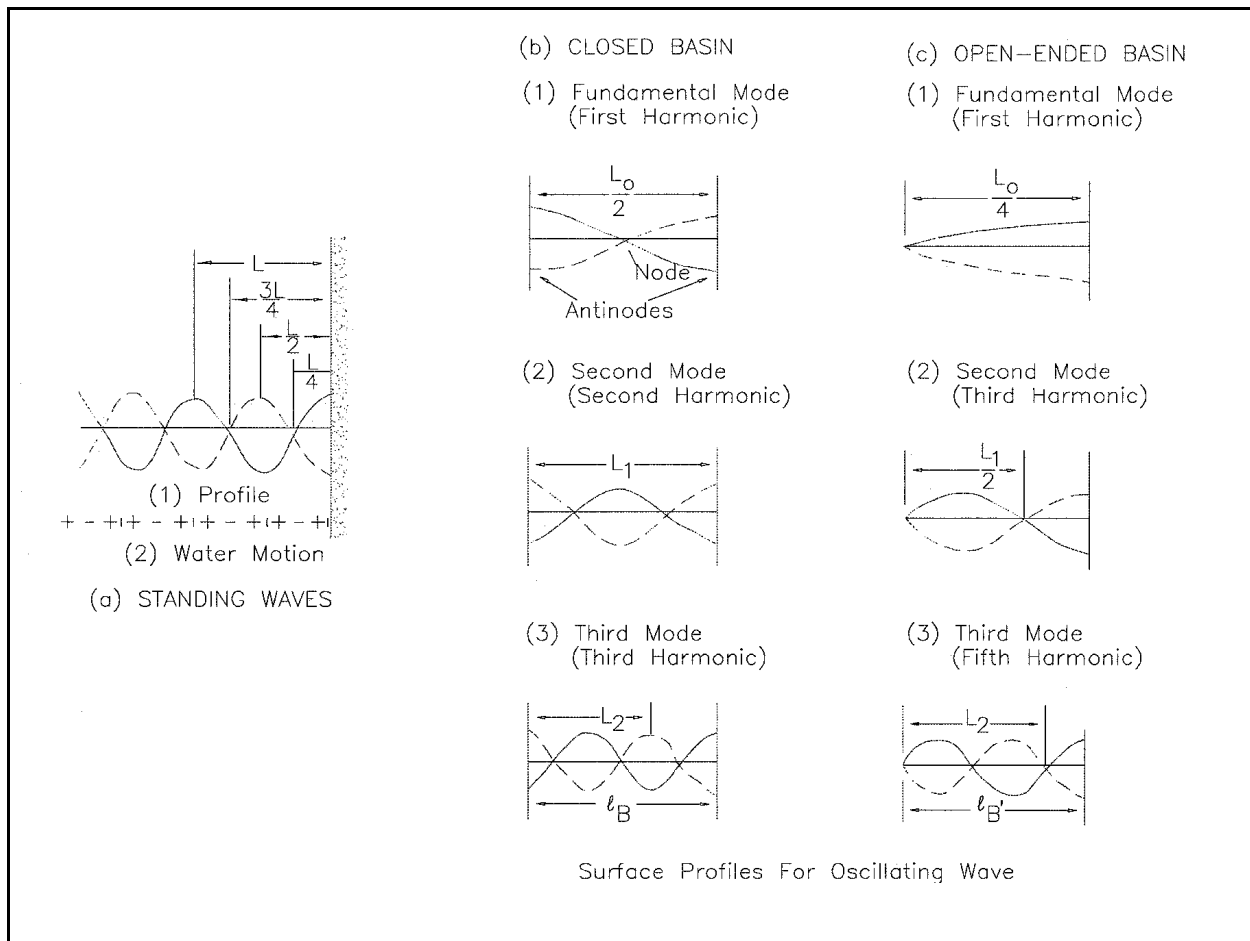 L
3L
4
L
2
L
4
(1) Profile
+ - +ı+ - +ı+ - +ı+ - +ı
(2) Water Motion
(a) STANDING WAVES
(b) CLOSED BASIN
(1) Fundamental Mode
(First Harmonic)
Lo
2
Node
Antinodes
(2) Second Mode
(Second Harmonic)
L1
(3) Third Mode
(Third Harmonic)
L2
ℓB
(c) OPEN-ENDED BASIN
(1) Fundamental Mode
(First Harmonic)
Lo
4
(2) Second Mode
(Third Harmonic)
L1
2
(3) Third Mode
(Fifth Harmonic)
L2
ℓB'
Surface Profiles For Oscillating Wave